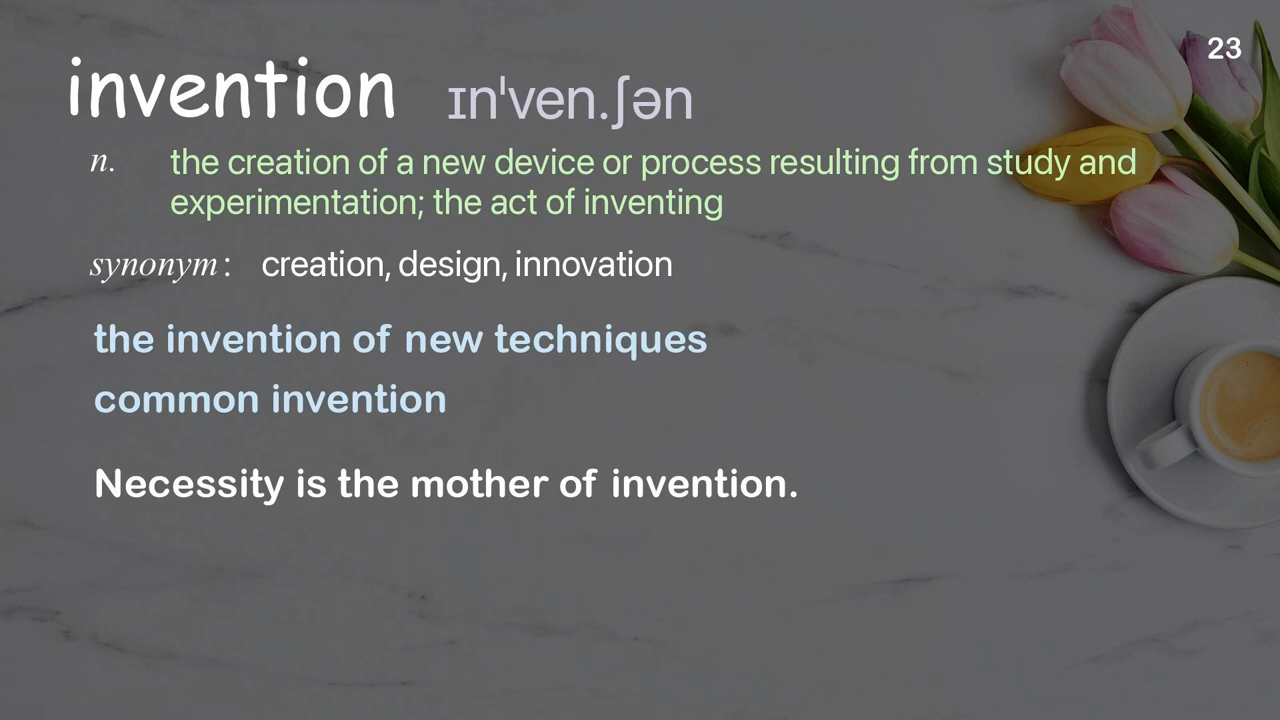 23
invention ɪnˈven.ʃən
n. the creation of a new device or process resulting from study and
experimentation; the act of inventing
synonym: creation, design, innovation
the invention of new techniques
common invention
Necessity is the mother of invention.